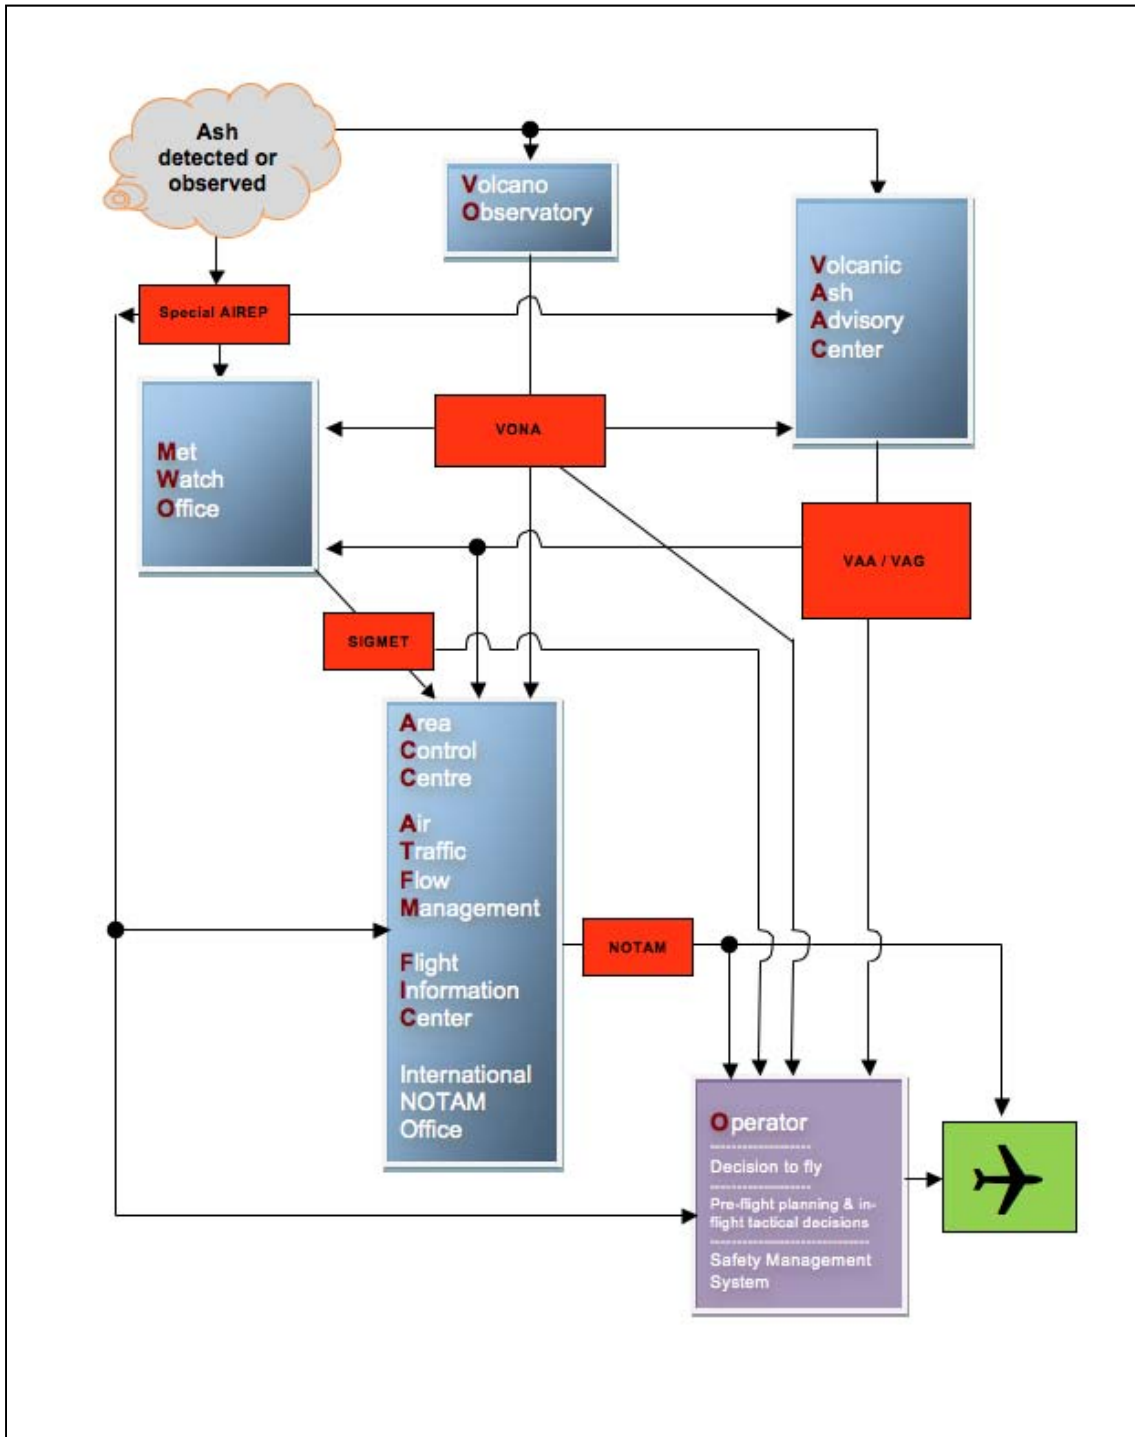 Ash
detected or
observed
Volcano
Observatory
Volcanic
Ash
Advisory
Center
Special AIREP
Met
Watch
Office
VONA
VAA / VAG
SIGMET
Area
Control
Centre
Air
Traffic
Flow
Management
Flight
Information
Center
International
NOTAM
Office
NOTAM
Operator
-------------------
Decision to fly
-------------------
Pre-flight planning & in-
flight tactical decisions
------------------------------
Safety Management
System